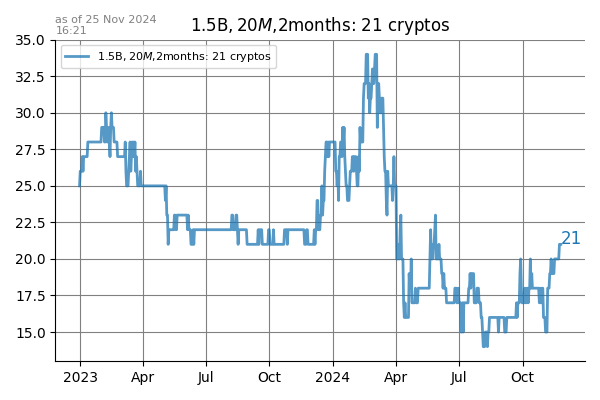 as of 25 Nov 2024
16:21
1.5B, 20M,2months: 21 cryptos
1.5B, 20M,2months: 21 cryptos
35.0
32.5
30.0
27.5
25.0
22.5
20.0
17.5
15.0
21
2023 Apr Jul Oct 2024 Apr Jul Oct